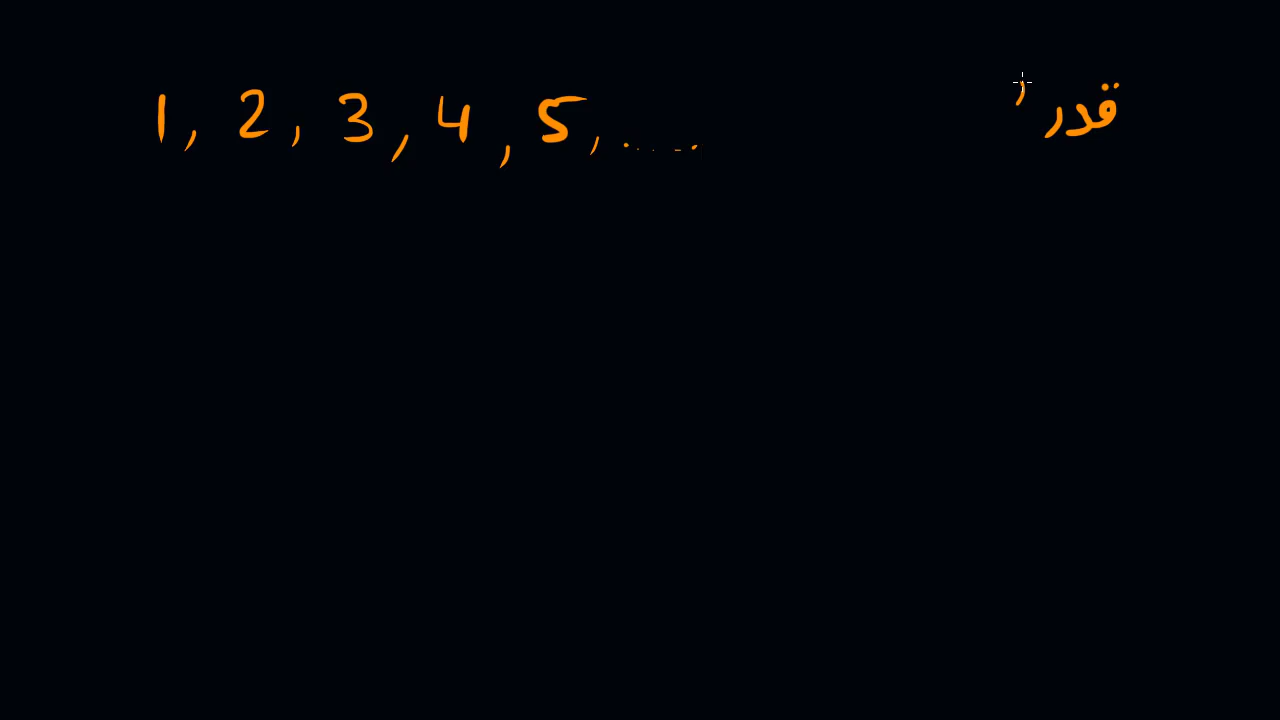 1, 2, 3, 4, 5, .....
قدر